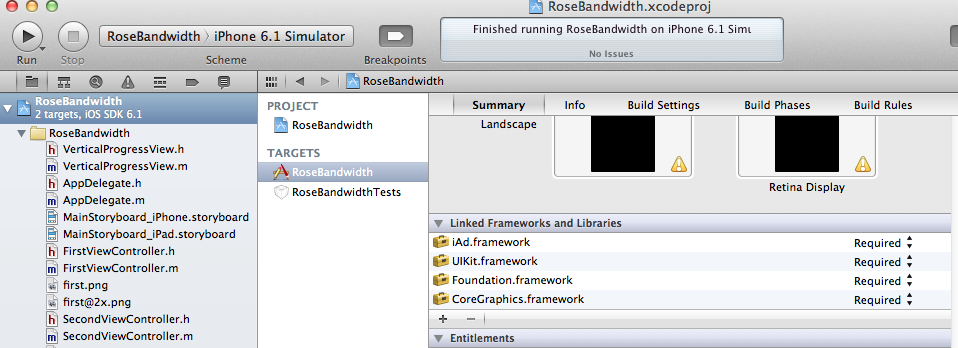 RoseBandwidth.xcodeproj
RoseBandwidth iPhone 6.1 Simulator
Finished running RoseBandwidth on iPhone 6.1 Simu
No Issues
Run Stop Scheme Breakpoints
RoseBandwidth
RoseBandwidth
2 targets, iOS SDK 6.1
RoseBandwidth
h VerticalProgressView.h
m VerticalProgressView.m
h AppDelegate.h
m AppDelegate.m
MainStoryboard_iPhone.storyboard
MainStoryboard_iPad.storyboard
h FirstViewController.h
m FirstViewController.m
first.png
first@2x.png
h SecondViewController.h
m SecondViewController.m
PROJECT
RoseBandwidth
TARGETS
RoseBandwidth
RoseBandwidthTests
Summary Info Build Settings Build Phases Build Rules
Landscape
Retina Display
Linked Frameworks and Libraries
iAd.framework Required
UIKit.framework Required
Foundation.framework Required
CoreGraphics.framework Required
+ −
Entitlements